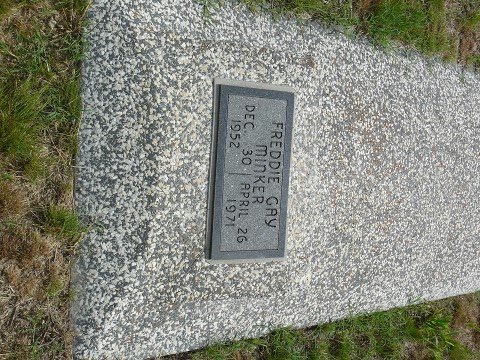 FREDDIE GAY
MINKER
DEC. 30 APRIL 26
1952 1971